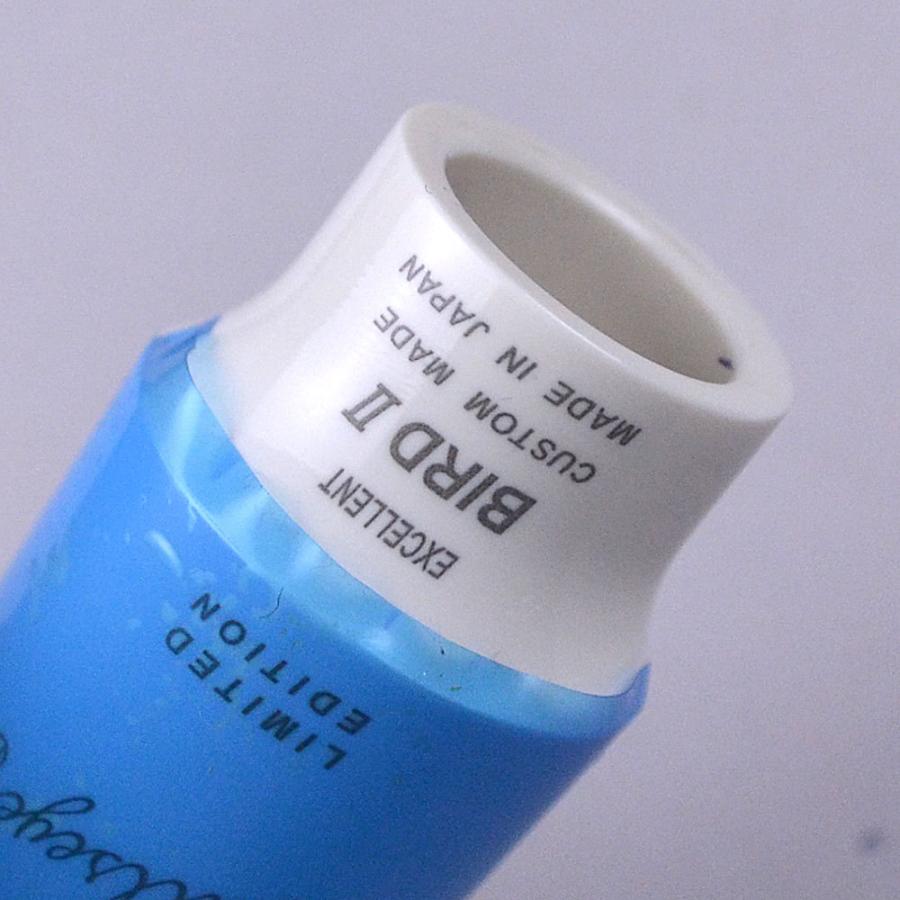 LIMITED
EDITION
EXCELLENT
BIRD II
CUSTOM MADE
MADE IN JAPAN